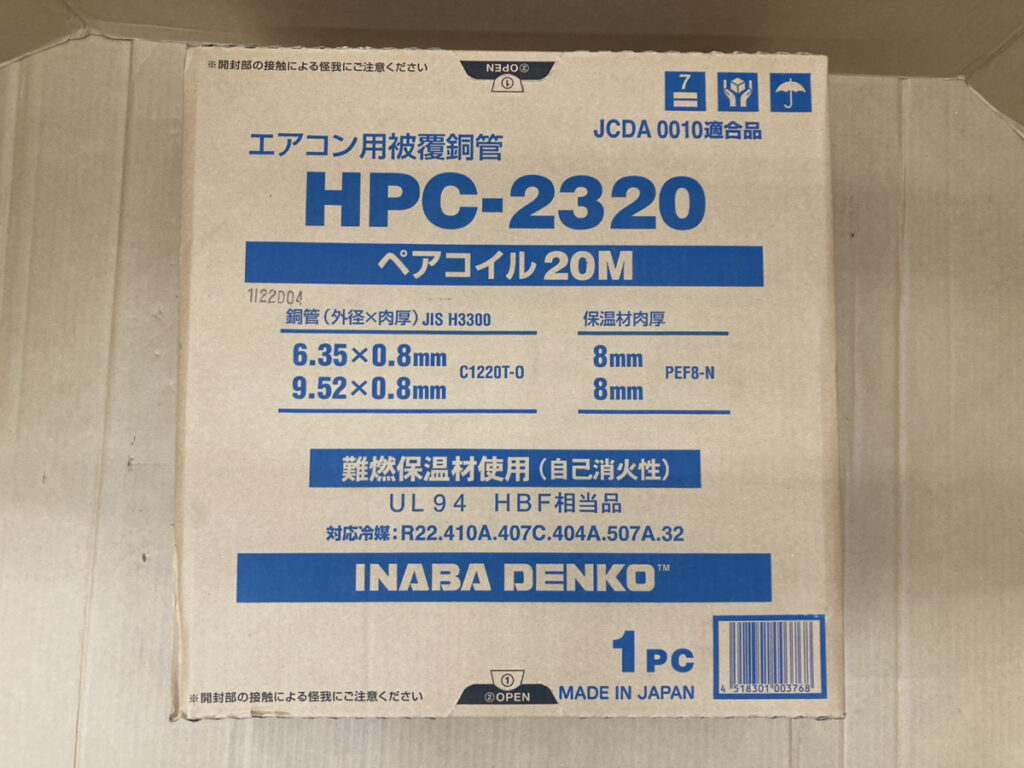 ※開封部の接触による怪我にご注意ください
②OPEN
①
7
JCDA 0010適合品
エアコン用被覆銅管
HPC-2320
ペアコイル 20M
1I22D04
銅管（外径×肉厚）JIS H3300
保温材肉厚
6.35×0.8mm
9.52×0.8mm
C1220T-O
8mm
8mm
PEF8-N
難燃保温材使用（自己消火性）
UL94 HBF相当品
対応冷媒：R22.410A.407C.404A.507A.32
INABA DENKO™
1PC
4 518301 003768
MADE IN JAPAN
①
②OPEN
※開封部の接触による怪我にご注意ください